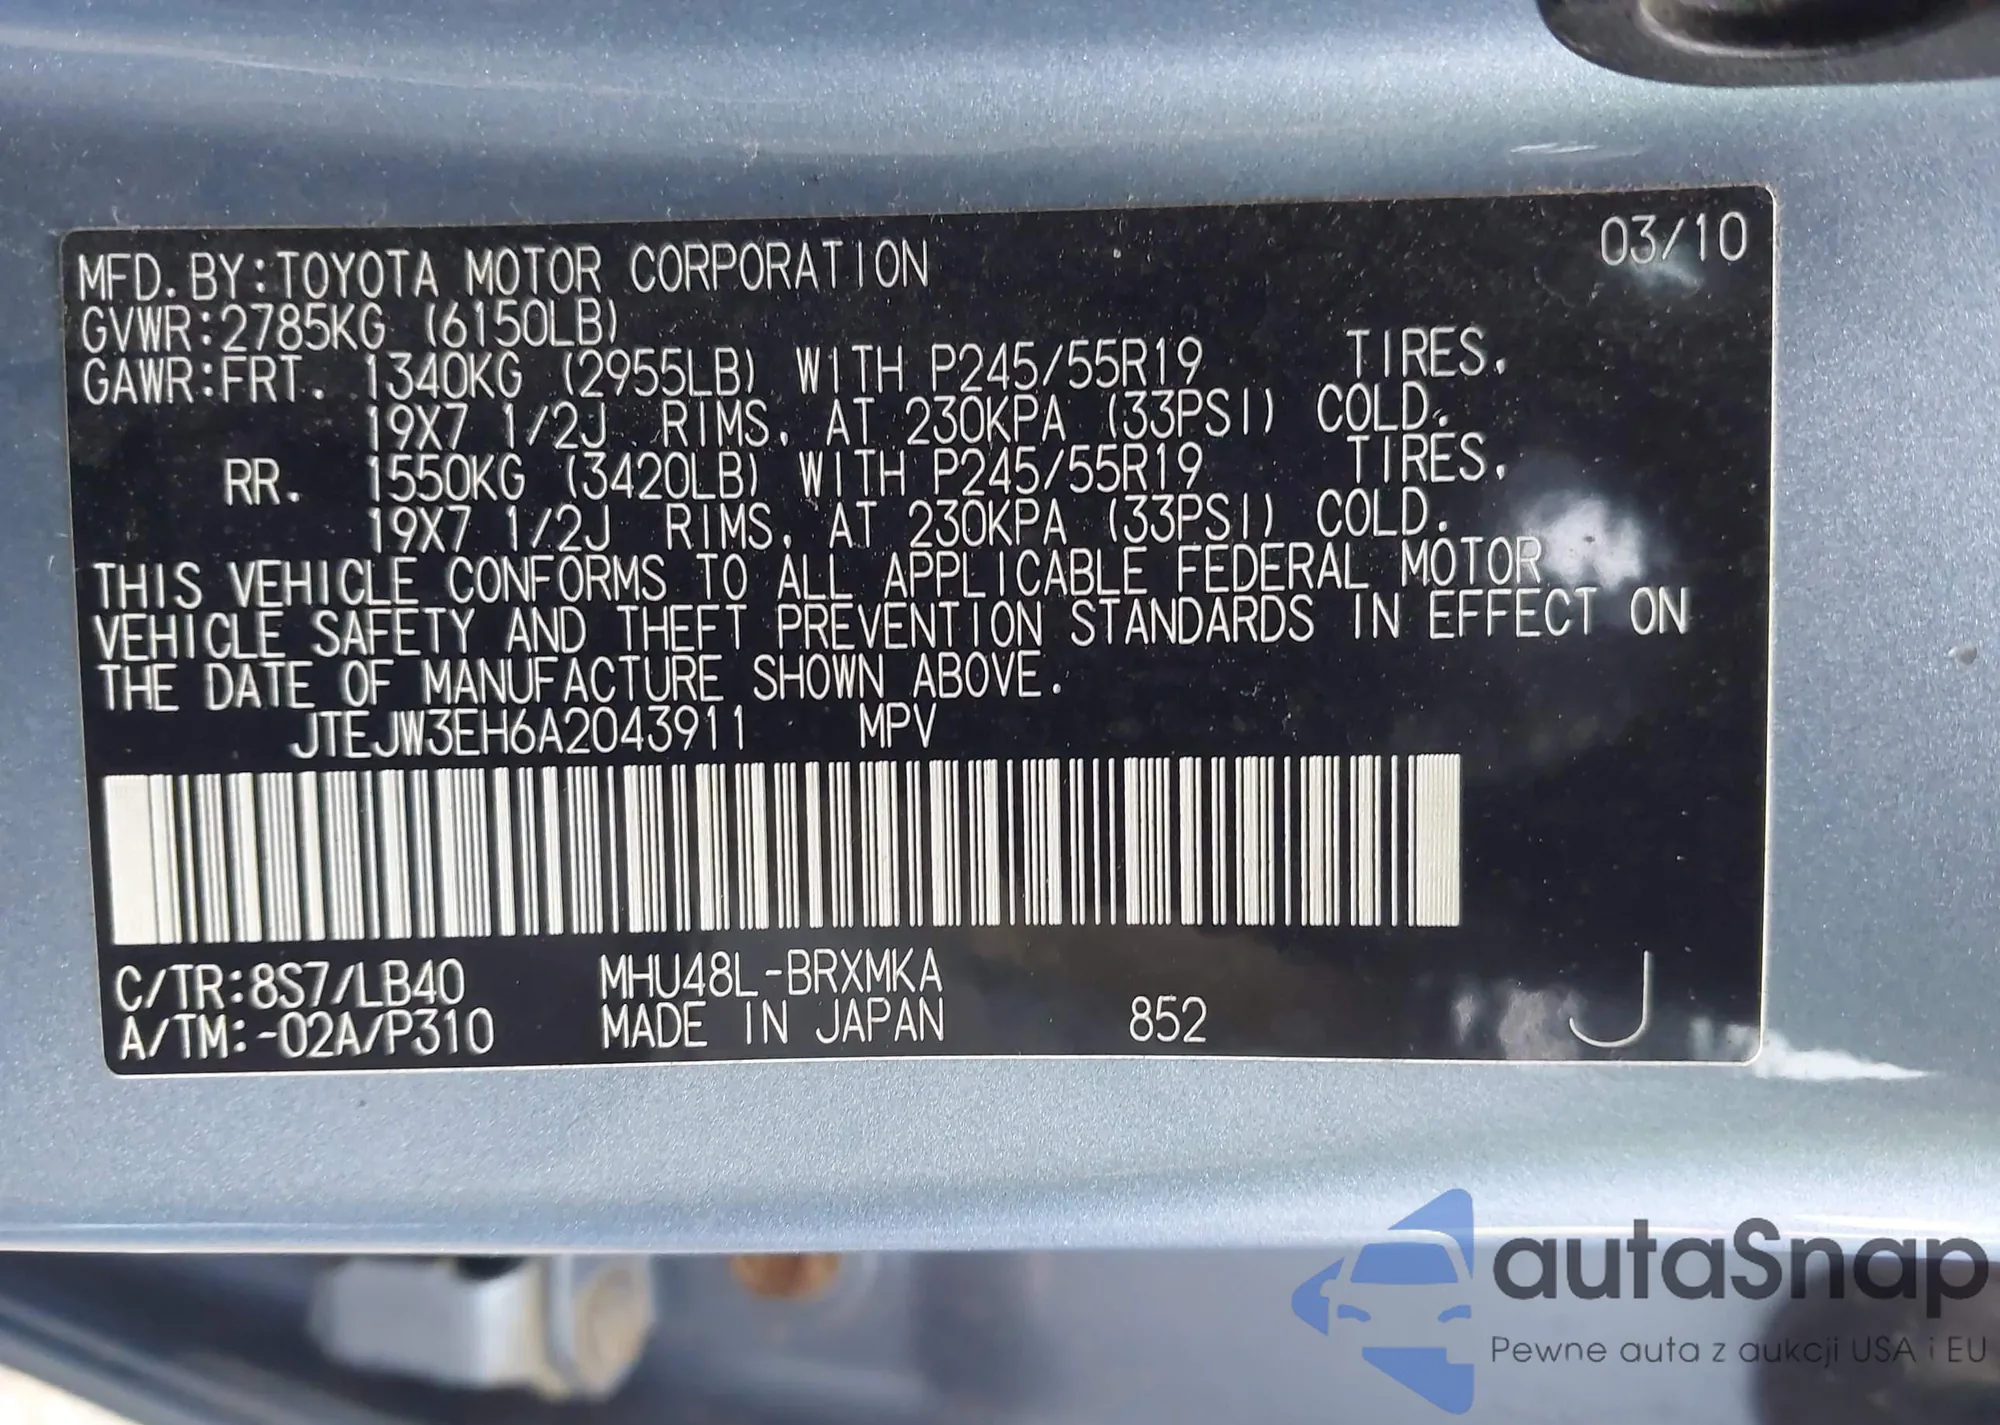 03/10
MFD. BY:TOYOTA MOTOR CORPORATION
GVWR:2785KG (6150LB)
GAWR:FRT. 1340KG (2955LB) WITH P245/55R19 TIRES,
19X7 1/2J RIMS, AT 230KPA (33PSI) COLD.
RR. 1550KG (3420LB) WITH P245/55R19 TIRES,
19X7 1/2J RIMS, AT 230KPA (33PSI) COLD.
THIS VEHICLE CONFORMS TO ALL APPLICABLE FEDERAL MOTOR
VEHICLE SAFETY AND THEFT PREVENTION STANDARDS IN EFFECT ON
THE DATE OF MANUFACTURE SHOWN ABOVE.
JTEJW3EH6A2043911 MPV
C/TR:8S7/LB40 MHU48L-BRXMKA
A/TM:-02A/P310 MADE IN JAPAN 852 J
autaSnap
Pewne auta z aukcji USA i EU